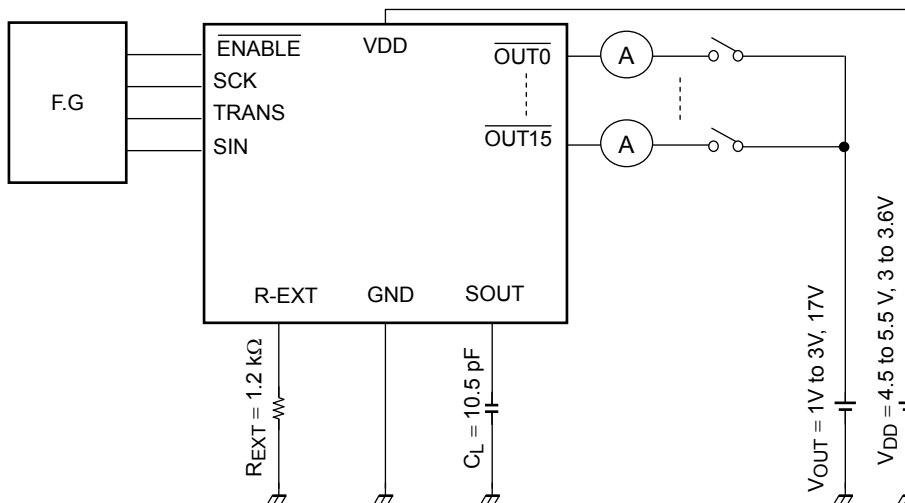 F.G
ENABLE
SCK
TRANS
SIN
VDD
OUT0
OUT15
A
A
R-EXT
GND
SOUT
REXT = 1.2 kΩ
CL = 10.5 pF
VOUT = 1V to 3V, 17V
VDD = 4.5 to 5.5 V, 3 to 3.6V